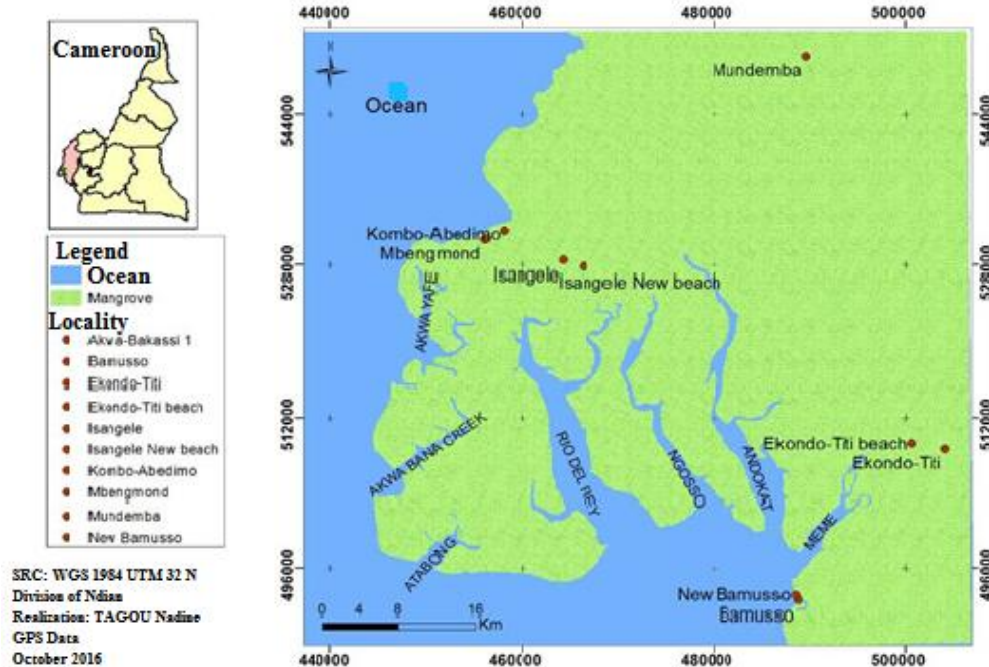 Cameroon
Legend
Ocean
Mangrove
Locality
Akwa-Bakassi 1
Bamusso
Ekondo-Titi
Ekondo-Titi beach
Isangele
Isangele New beach
Kombo-Abedimo
Mbengmond
Mundemba
New Bamusso
SRC: WGS 1984 UTM 32 N
Division of Ndian
Realization: TAGOU Nadine
GPS Data
October 2016
440000 460000 480000 500000
544000 544000
528000 528000
512000 512000
496000 496000
N
Ocean
Mundemba
Kombo-Abedimo
Mbengmond
Isangele
Isangele New beach
AKWA YAFE
AKWA BANA CREEK
ATABONG
RIO DEL REY
NGOSSO
ANDOKAT
MEME
Ekondo-Titi beach
Ekondo-Titi
New Bamusso
Bamusso
0 4 8 16
Km
440000 460000 480000 500000